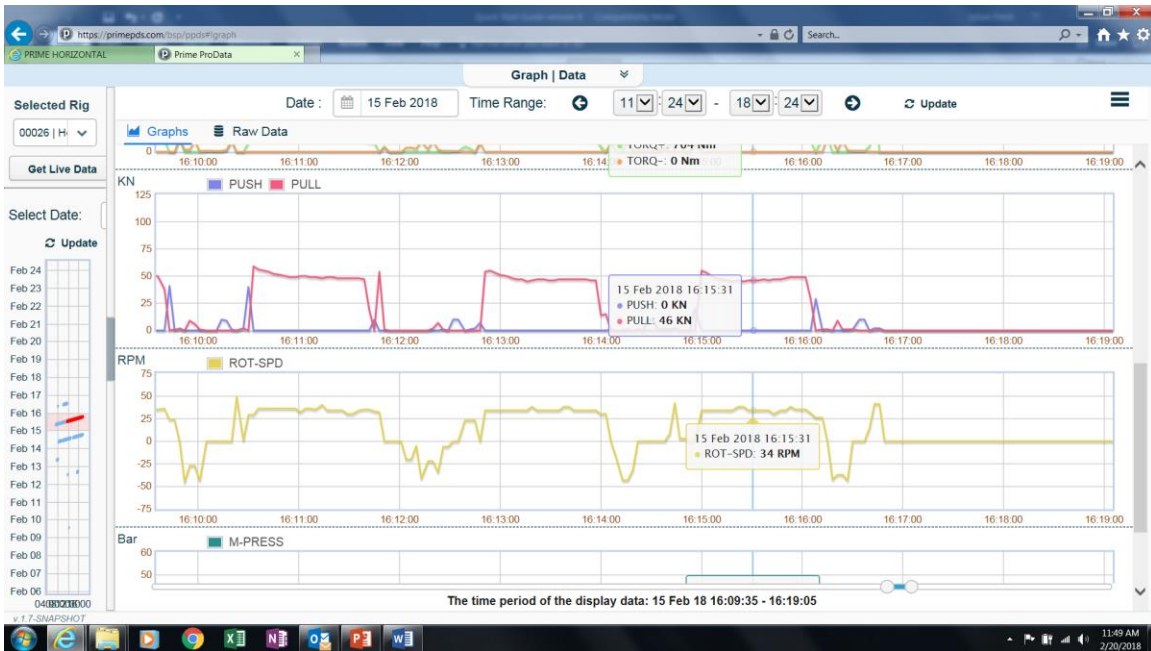 https://primepds.com/bsp/ppds#!graph
Search...
PRIME HORIZONTAL
Prime ProData
Graph | Data
Selected Rig
Date : 15 Feb 2018 Time Range: 11 : 24 - 18 : 24 Update
00026 | H
Graphs Raw Data
Get Live Data
0
16:10:00 16:11:00 16:12:00 16:13:00 16:14 16:16:00 16:17:00 16:18:00 16:19:00
TORQ+: 704 Nm
TORQ-: 0 Nm
Select Date:
Update
KN
PUSH PULL
125
100
75
50
25
0
15 Feb 2018 16:15:31
PUSH: 0 KN
PULL: 46 KN
16:10:00 16:11:00 16:12:00 16:13:00 16:14:00 16:15:00 16:16:00 16:17:00 16:18:00 16:19:00
RPM
ROT-SPD
75
50
25
0
-25
-50
-75
15 Feb 2018 16:15:31
ROT-SPD: 34 RPM
16:10:00 16:11:00 16:12:00 16:13:00 16:14:00 16:15:00 16:16:00 16:17:00 16:18:00 16:19:00
Bar
M-PRESS
60
50
The time period of the display data: 15 Feb 18 16:09:35 - 16:19:05
Feb 24
Feb 23
Feb 22
Feb 21
Feb 20
Feb 19
Feb 18
Feb 17
Feb 16
Feb 15
Feb 14
Feb 13
Feb 12
Feb 11
Feb 10
Feb 09
Feb 08
Feb 07
Feb 06
v.1.7-SNAPSHOT
11:49 AM
2/20/2018